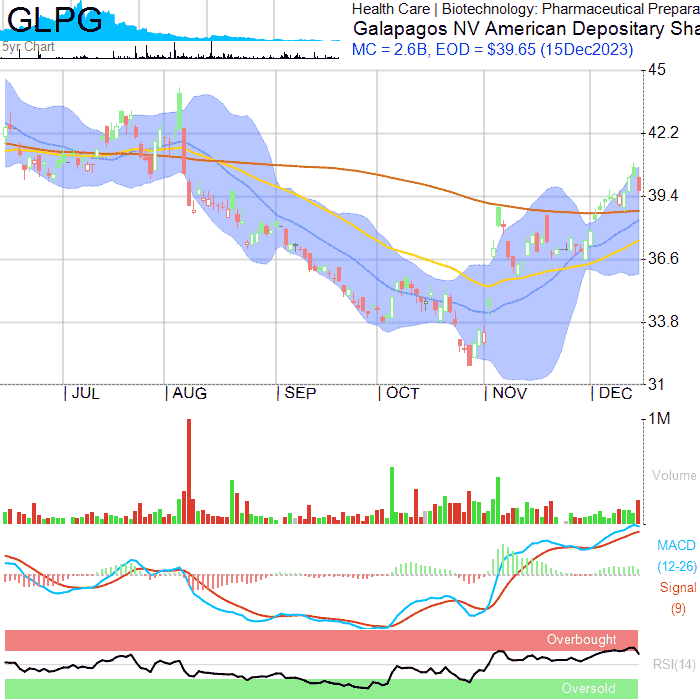 GLPG
Health Care | Biotechnology: Pharmaceutical Prepara
Galapagos NV American Depositary Sha
5yr Chart
MC = 2.6B, EOD = $39.65 (15Dec2023)
45
42.2
39.4
36.6
33.8
31
JUL AUG SEP OCT NOV DEC
1M
Volume
MACD
(12-26)
Signal
(9)
Overbought
RSI(14)
Oversold